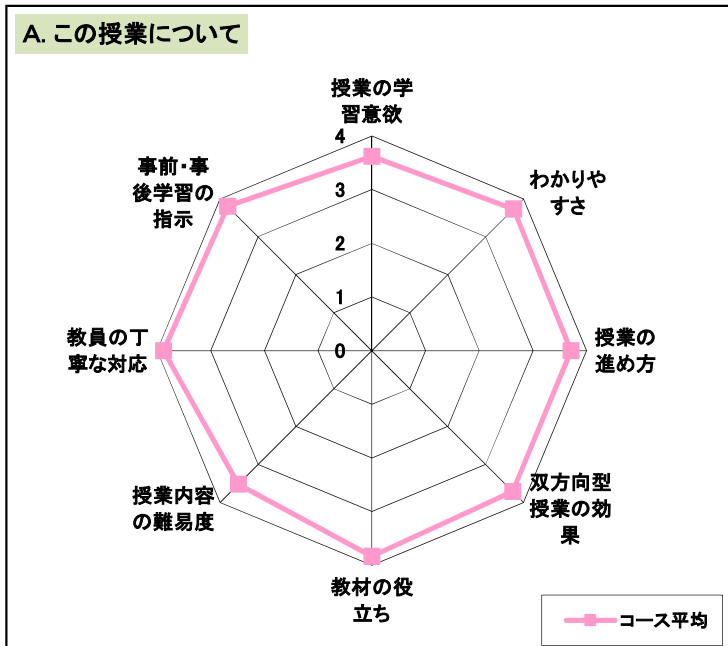 A. この授業について
授業の学
習意欲
わかりや
すさ
授業の
進め方
双方向型
授業の効
果
教材の役
立ち
授業内容
の難易度
教員の丁
寧な対応
事前・事
後学習の
指示
4
3
2
1
0
コース平均